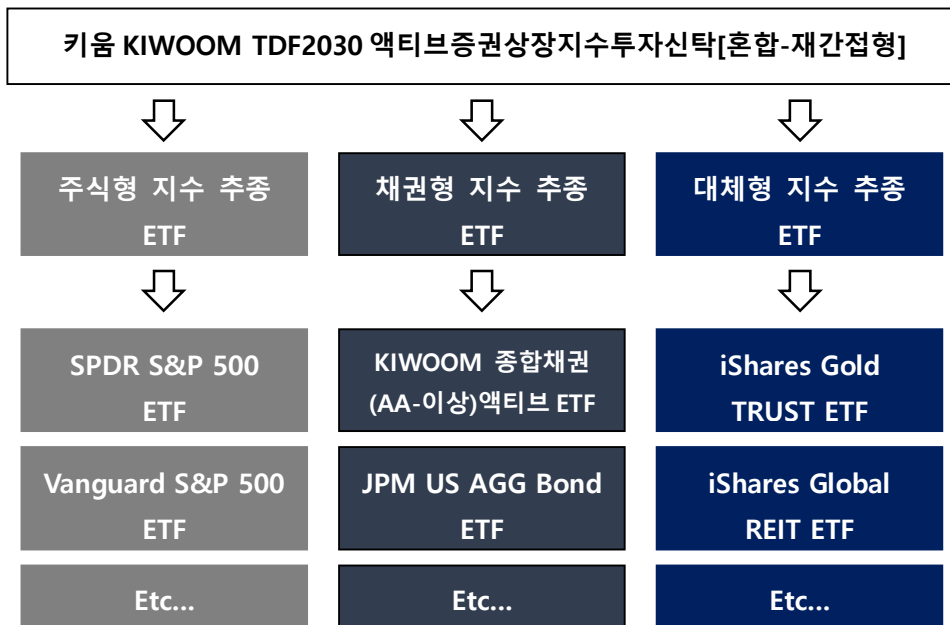 키움 KIWOOM TDF2030 액티브증권상장지수투자신탁[혼합-재간접형]
주식형 지수 추종
ETF
채권형 지수 추종
ETF
대체형 지수 추종
ETF
SPDR S&P 500
ETF
KIWOOM 종합채권
(AA-이상)액티브 ETF
iShares Gold
TRUST ETF
Vanguard S&P 500
ETF
JPM US AGG Bond
ETF
iShares Global
REIT ETF
Etc...
Etc...
Etc...